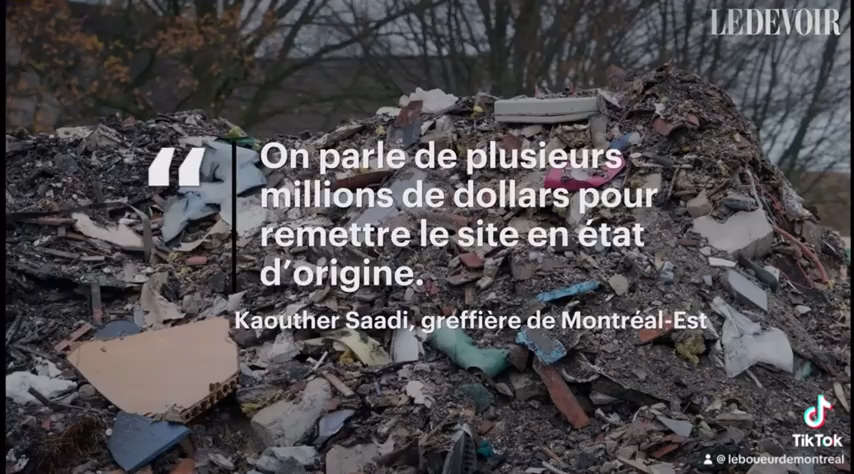 LE DEVOIR
“
On parle de plusieurs
millions de dollars pour
remettre le site en état
d’origine.
Kaouther Saadi, greffière de Montréal-Est
TikTok
@leboueurdemontreal